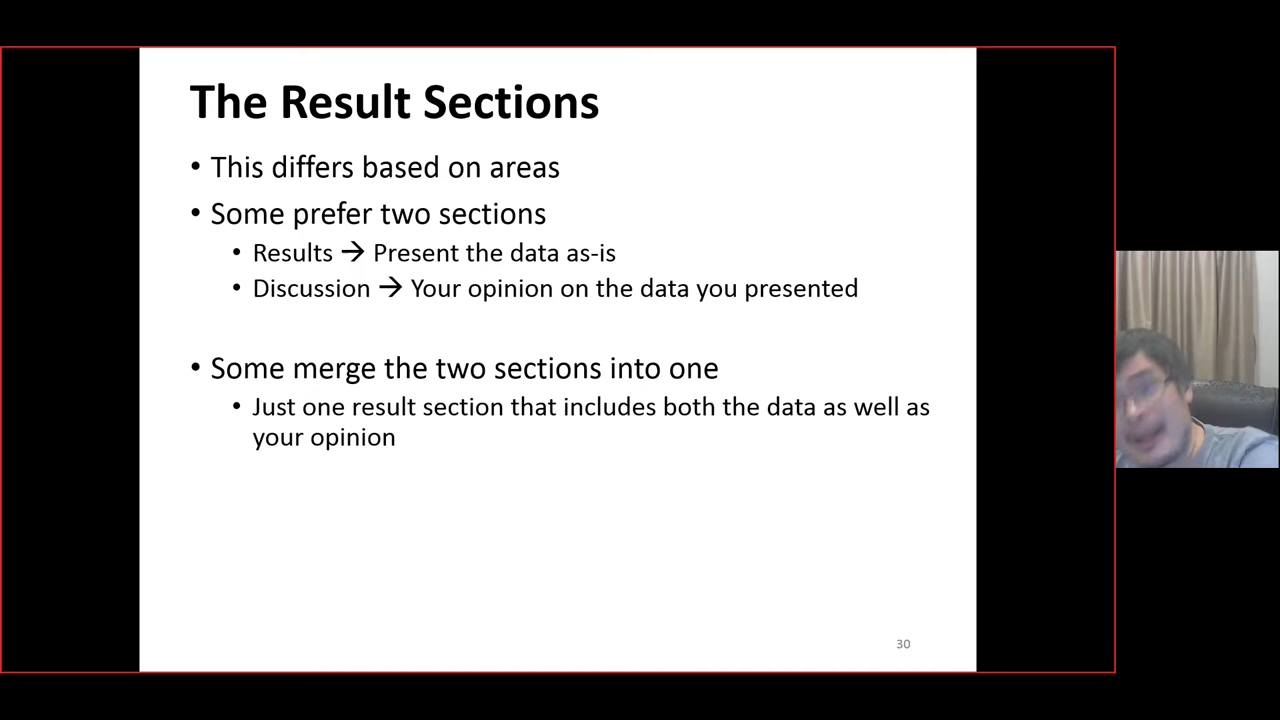 The Result Sections
• This differs based on areas
• Some prefer two sections
• Results → Present the data as-is
• Discussion → Your opinion on the data you presented
• Some merge the two sections into one
• Just one result section that includes both the data as well as
your opinion
30